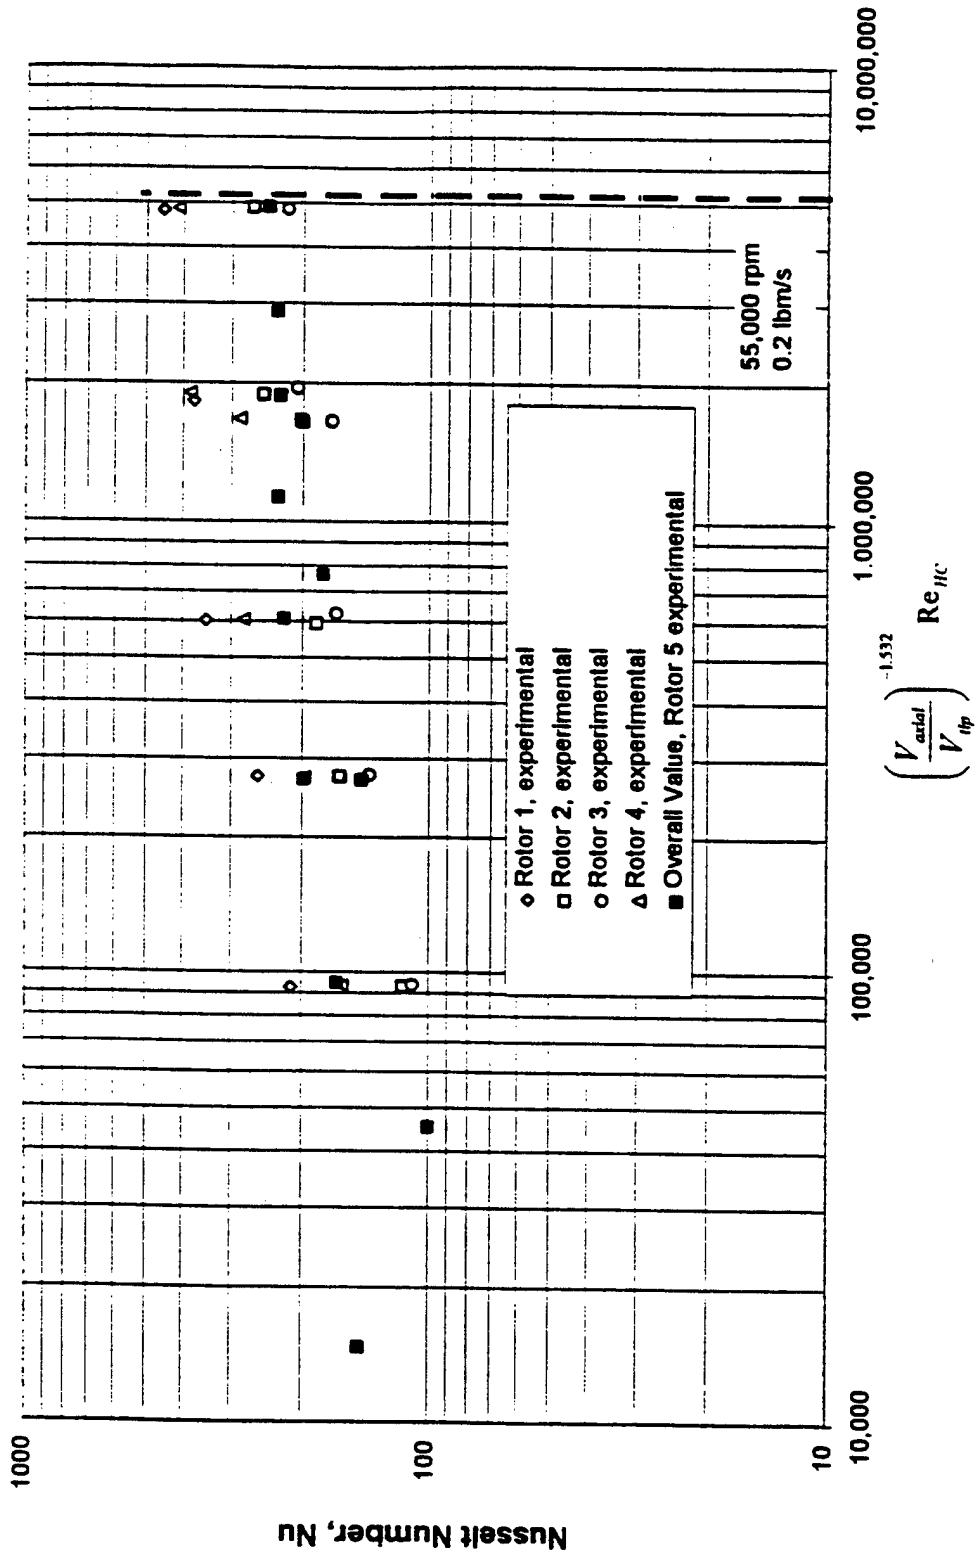 Nusselt Number, Nu
1000
100
10
10,000
100,000
1.000,000
10,000,000
55,000 rpm
0.2 lbm/s
◇ Rotor 1, experimental
□ Rotor 2, experimental
○ Rotor 3, experimental
△ Rotor 4, experimental
■ Overall Value, Rotor 5 experimental
(V_axial / V_tip)^-1.532 Re_HC